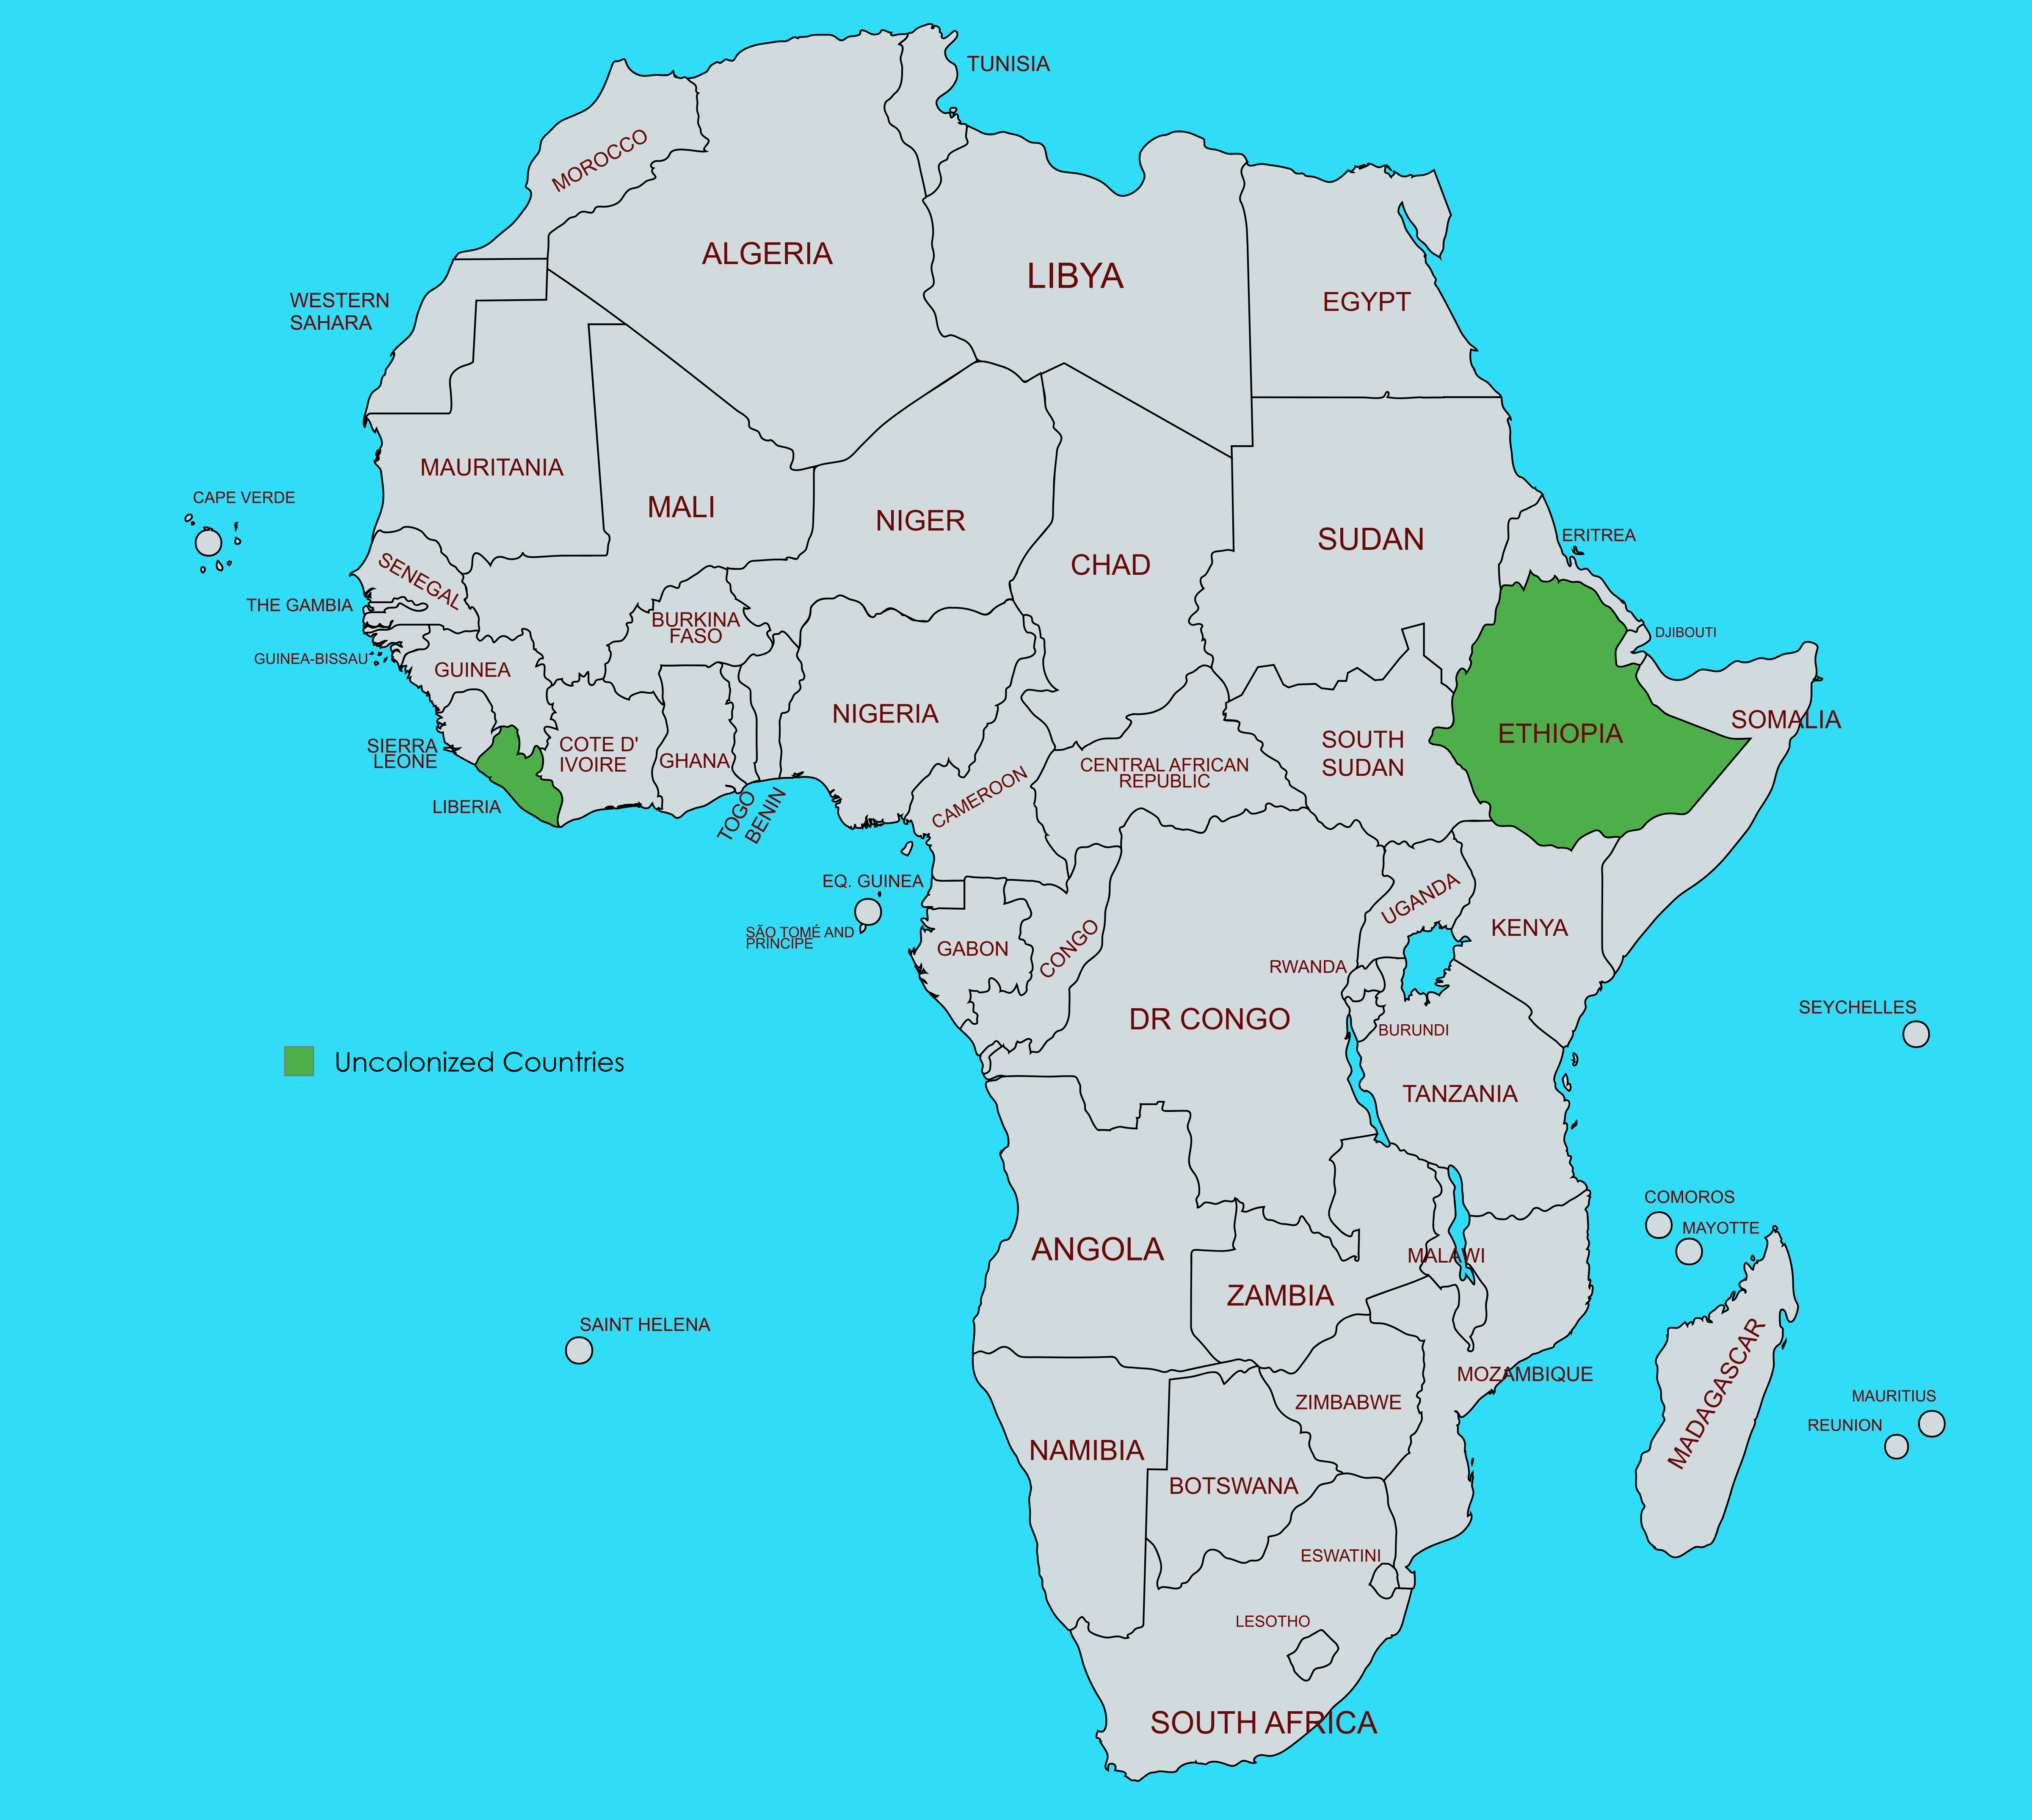 TUNISIA
MOROCCO
ALGERIA
LIBYA
EGYPT
WESTERN
SAHARA
MAURITANIA
MALI
NIGER
CHAD
SUDAN
CAPE VERDE
ERITREA
SENEGAL
THE GAMBIA
BURKINA
FASO
DJIBOUTI
GUINEA-BISSAU
GUINEA
NIGERIA
SOMALIA
ETHIOPIA
SIERRA
LEONE
COTE D'
IVOIRE
GHANA
SOUTH
SUDAN
CENTRAL AFRICAN
REPUBLIC
CAMEROON
LIBERIA
TOGO
BENIN
EQ. GUINEA
UGANDA
KENYA
SÃO TOMÉ AND
PRINCIPE
GABON
CONGO
RWANDA
DR CONGO
BURUNDI
SEYCHELLES
Uncolonized Countries
TANZANIA
COMOROS
MAYOTTE
ANGOLA
MALAWI
ZAMBIA
SAINT HELENA
MOZAMBIQUE
MADAGASCAR
ZIMBABWE
MAURITIUS
REUNION
NAMIBIA
BOTSWANA
ESWATINI
LESOTHO
SOUTH AFRICA